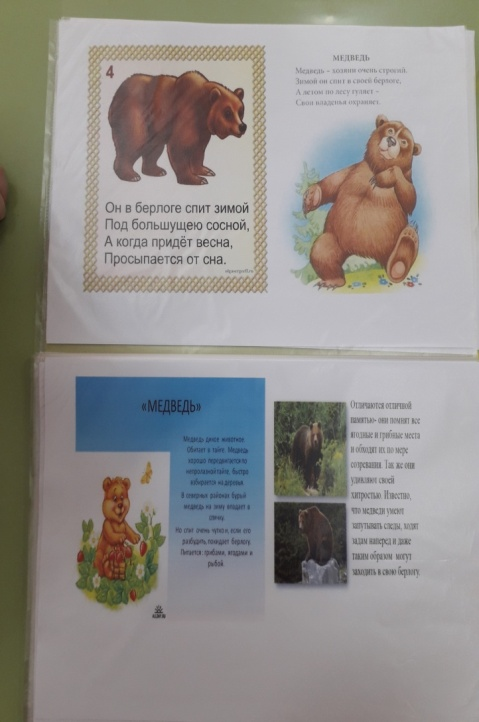 4
Он в берлоге спит зимой
Под большущею сосной,
А когда придёт весна,
Просыпается от сна.
МЕДВЕДЬ
Медведь – хозяин очень строгий.
Зимой он спит в своей берлоге,
А летом по лесу гуляет –
Свои владенья охраняет.
«МЕДВЕДЬ»
Медведь дикое животное.
Обитает в тайге. Медведь
хорошо передвигается по
непролазной тайге, быстро
взбирается на деревья.
В северных районах бурый
медведь на зиму впадает в
спячку.
Но спит очень чутко и, если его
разбудить, покидает берлогу.
Питается: грибами, ягодами и
рыбой.
Отличаются отличной
памятью- они помнят все
ягодные и грибные места
и обходят их по мере
созревания. Так же они
удивляют своей
хитростью. Известно,
что медведи умеют
запутывать следы, ходят
задам наперед и даже
таким образом могут
заходить в свою берлогу.